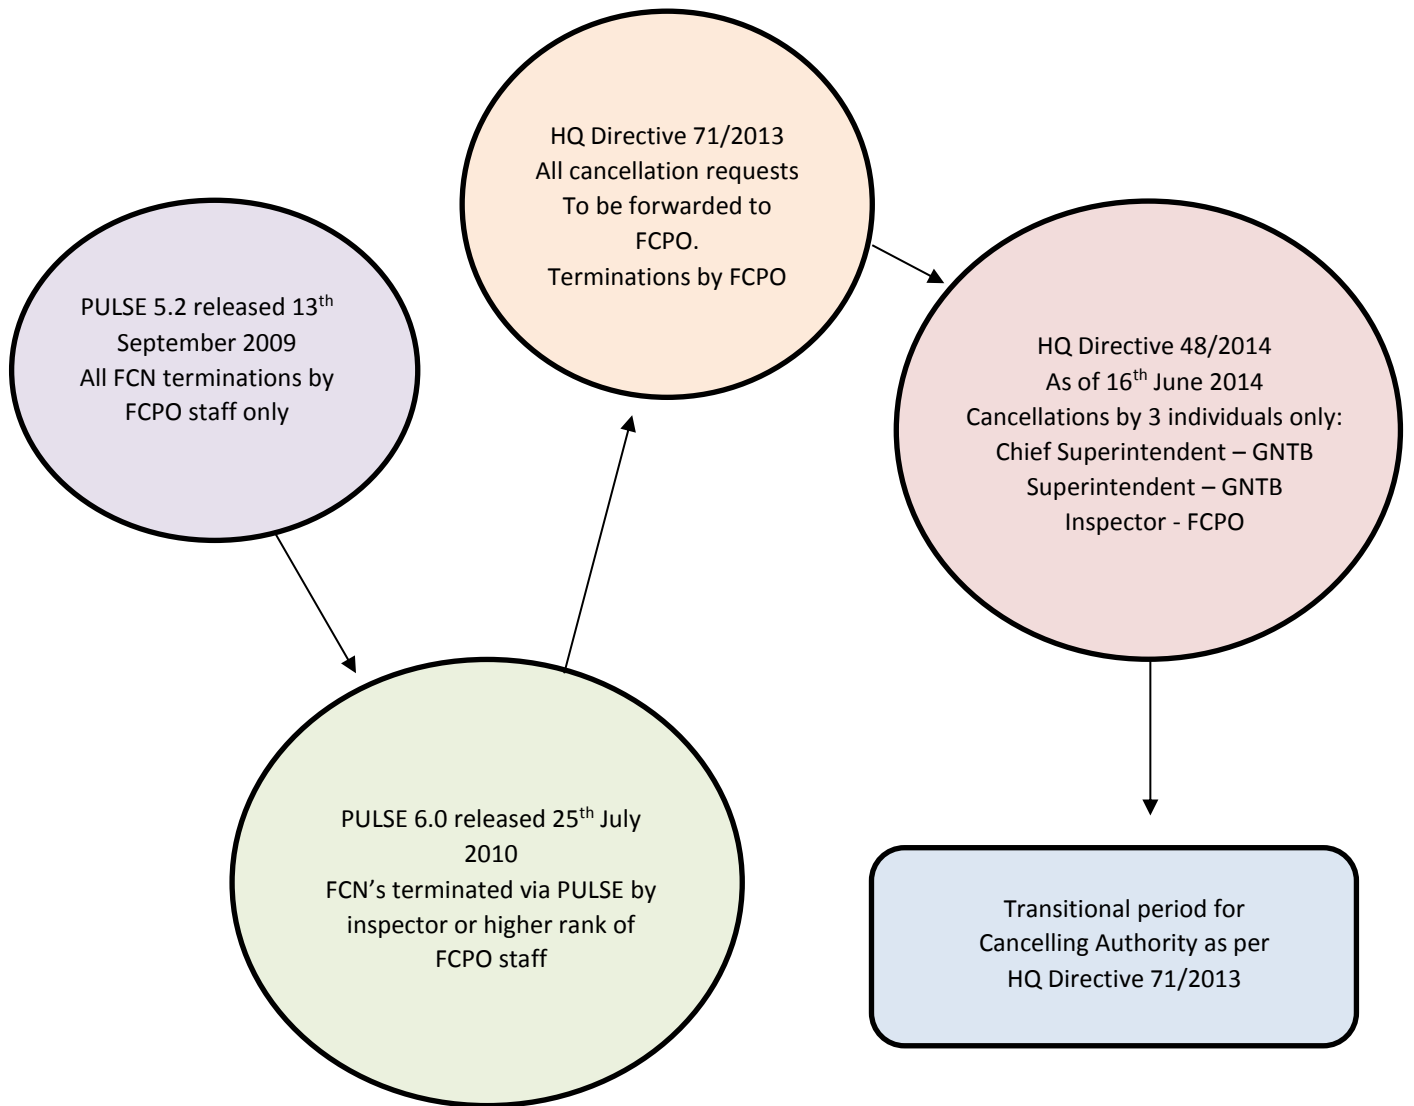 PULSE 5.2 released 13th
September 2009
All FCN terminations by
FCPO staff only
PULSE 6.0 released 25th July
2010
FCN's terminated via PULSE by
inspector or higher rank of
FCPO staff
HQ Directive 71/2013
All cancellation requests
To be forwarded to
FCPO.
Terminations by FCPO
HQ Directive 48/2014
As of 16th June 2014
Cancellations by 3 individuals only:
Chief Superintendent – GNTB
Superintendent – GNTB
Inspector - FCPO
Transitional period for
Cancelling Authority as per
HQ Directive 71/2013